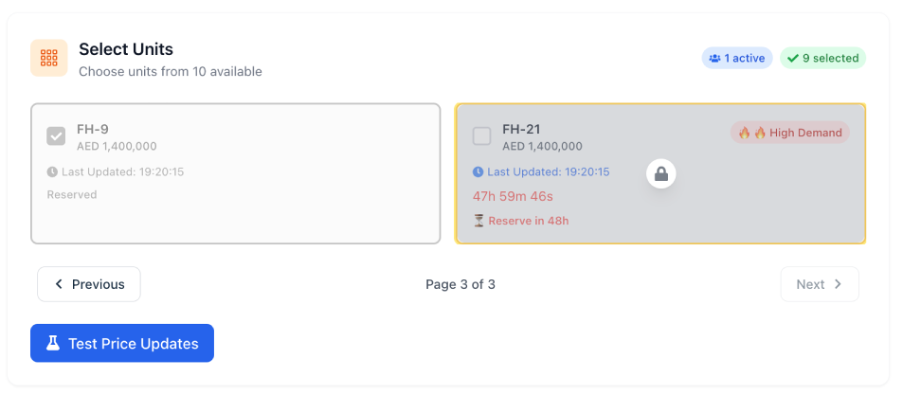 Select Units
Choose units from 10 available
1 active
9 selected
FH-9
AED 1,400,000
Last Updated: 19:20:15
Reserved
FH-21
AED 1,400,000
🔥🔥 High Demand
Last Updated: 19:20:15
47h 59m 46s
⏳ Reserve in 48h
Previous
Page 3 of 3
Next
Test Price Updates